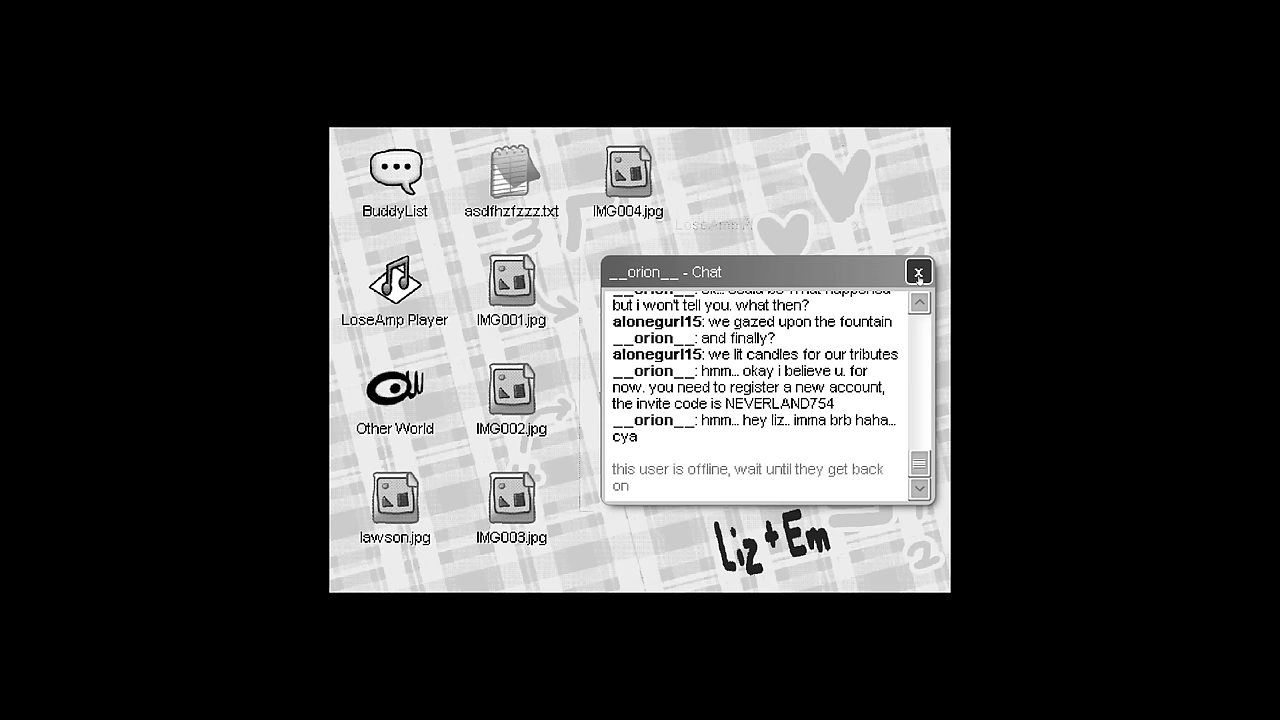 BuddyList
asdfhzfzzz.txt
IMG004.jpg
LoseAmp Player
IMG001.jpg
Other World
IMG002.jpg
lawson.jpg
IMG003.jpg
__orion__ - Chat
x
but i won't tell you. what then?
alonegurl15: we gazed upon the fountain
__orion__: and finally?
alonegurl15: we lit candles for our tributes
__orion__: hmm... okay i believe u. for
now. you need to register a new account,
the invite code is NEVERLAND754
__orion__: hmm... hey liz.. imma brb haha...
cya
this user is offline, wait until they get back
on
Liz + Em